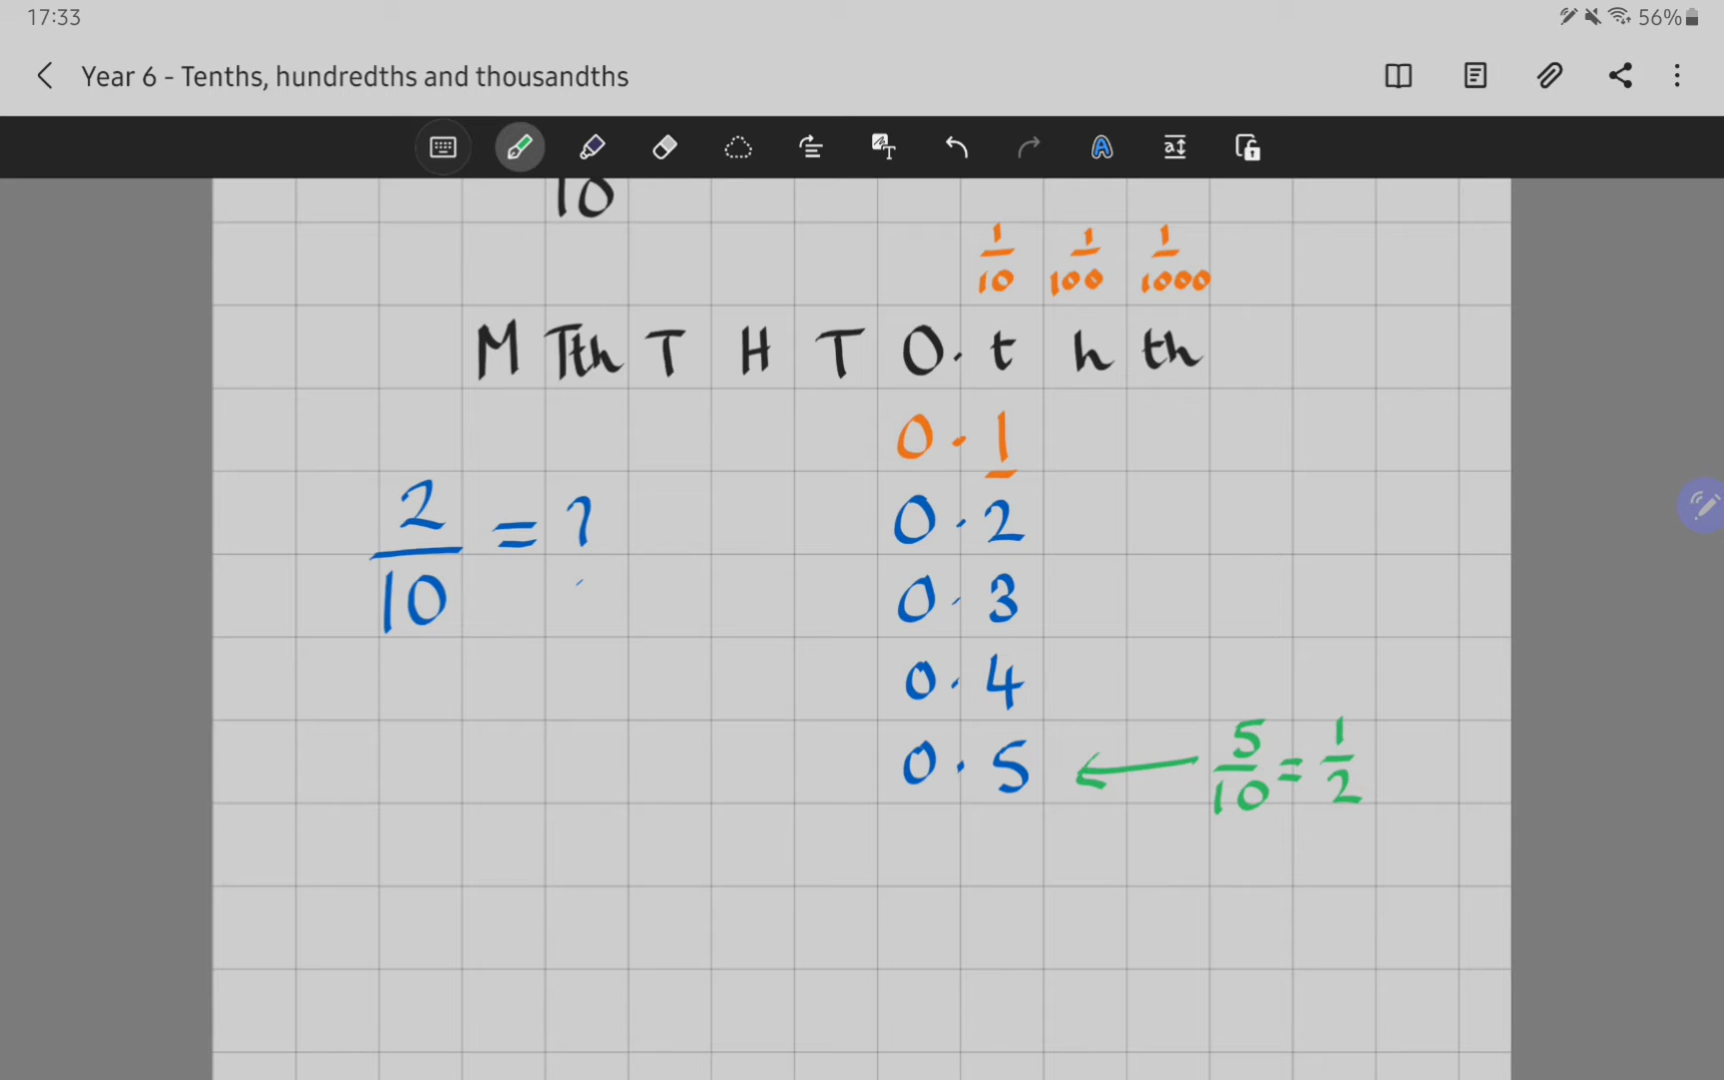 17:33 56%
Year 6 - Tenths, hundredths and thousandths
10
1/10 1/100 1/1000
M Tth T H T O. t h th
0.1
2/10 = ? 0.2
0.3
0.4
0.5 ← 5/10 = 1/2